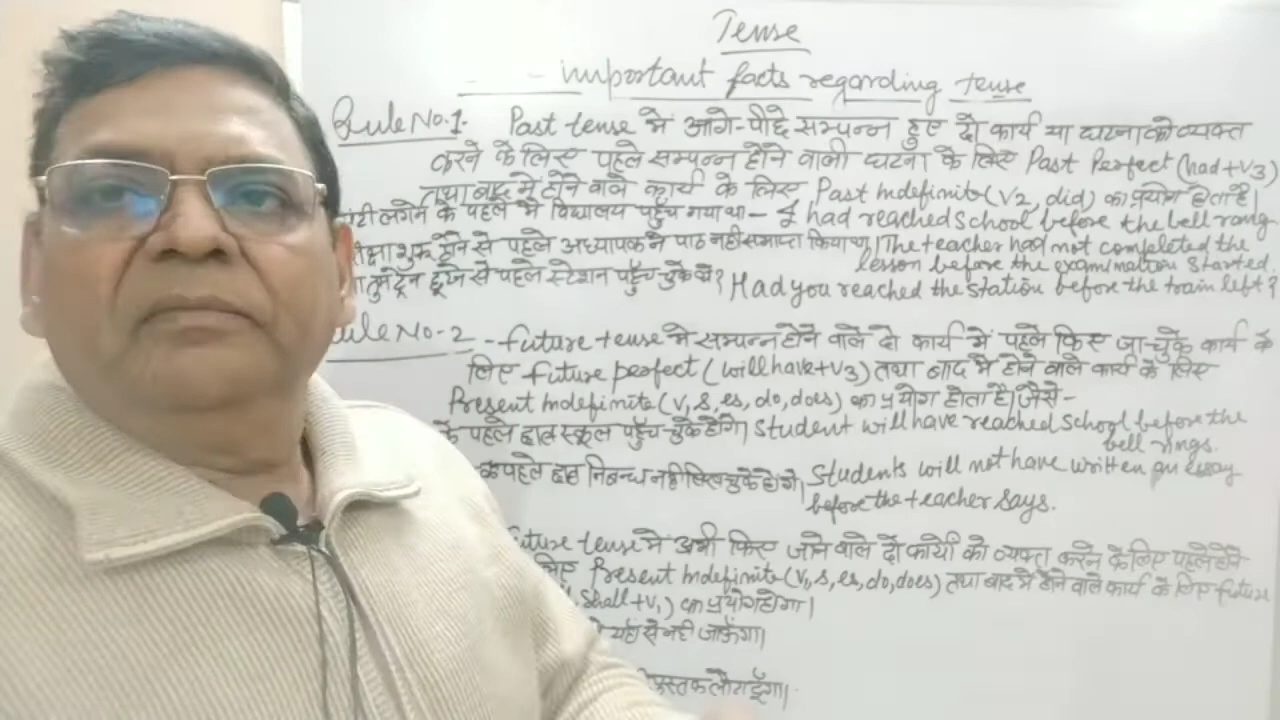 Tense
important facts regarding tense
Rule No.1- Past tense में आगे-पीछे सम्पन्न हुए दो कार्य या घटना को व्यक्त
करने के लिए पहले सम्पन्न होने वाली घटना के लिए Past Perfect (had+V3)
तथा बाद में होने वाले कार्य के लिए Past Indefinite (V2, did) का प्रयोग होता है।
लगने के पहले मैं विद्यालय पहुँच गया था - I had reached school before the bell rang
शुरू होने से पहले अध्यापक ने पाठ नहीं समाप्त किया था। The teacher had not completed the
lesson before the examination started.
तुम ट्रेन छूटने से पहले स्टेशन पहुँच चुके थे? Had you reached the station before the train left?
Rule No-2 - future tense में सम्पन्न होने वाले दो कार्य में पहले किए जा चुके कार्य के
लिए future perfect (will have+V3) तथा बाद में होने वाले कार्य के लिए
Present Indefinite (V, s, es, do, does) का प्रयोग होता है। जैसे-
के पहले छात्र स्कूल पहुँच चुके होंगे। Student will have reached school before the
bell rings.
के पहले छात्र निबन्ध नहीं लिख चुके होंगे। Students will not have written an essay
before the teacher says.
future tense में अभी किए जाने वाले दो कार्यों को व्यक्त करने के लिए पहले होने
लिए Present Indefinite (V1, s, es, do, does) तथा बाद में होने वाले कार्य के लिए future
shall+V1) का प्रयोग होगा।
यहाँ से नहीं जाऊँगा।
पुस्तक लौटा दूँगा।